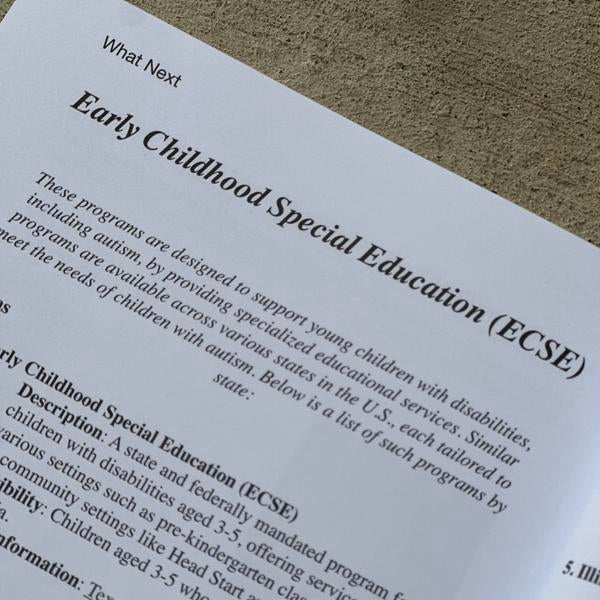 What Next
Early Childhood Special Education (ECSE)
These programs are designed to support young children with disabilities,
including autism, by providing specialized educational services. Similar
programs are available across various states in the U.S., each tailored to
meet the needs of children with autism. Below is a list of such programs by
state:
Childhood Special Education (ECSE)
Description: A state and federally mandated program
children with disabilities aged 3-5, offering
various settings such as pre-kindergarten
community settings like Head Start
Children aged 3-5 who
5. Illi